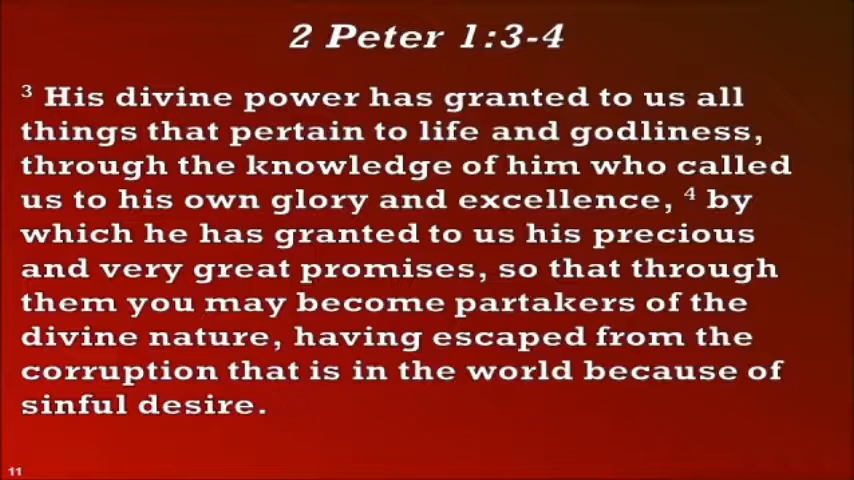 2 Peter 1:3-4
³ His divine power has granted to us all
things that pertain to life and godliness,
through the knowledge of him who called
us to his own glory and excellence, ⁴ by
which he has granted to us his precious
and very great promises, so that through
them you may become partakers of the
divine nature, having escaped from the
corruption that is in the world because of
sinful desire.
11